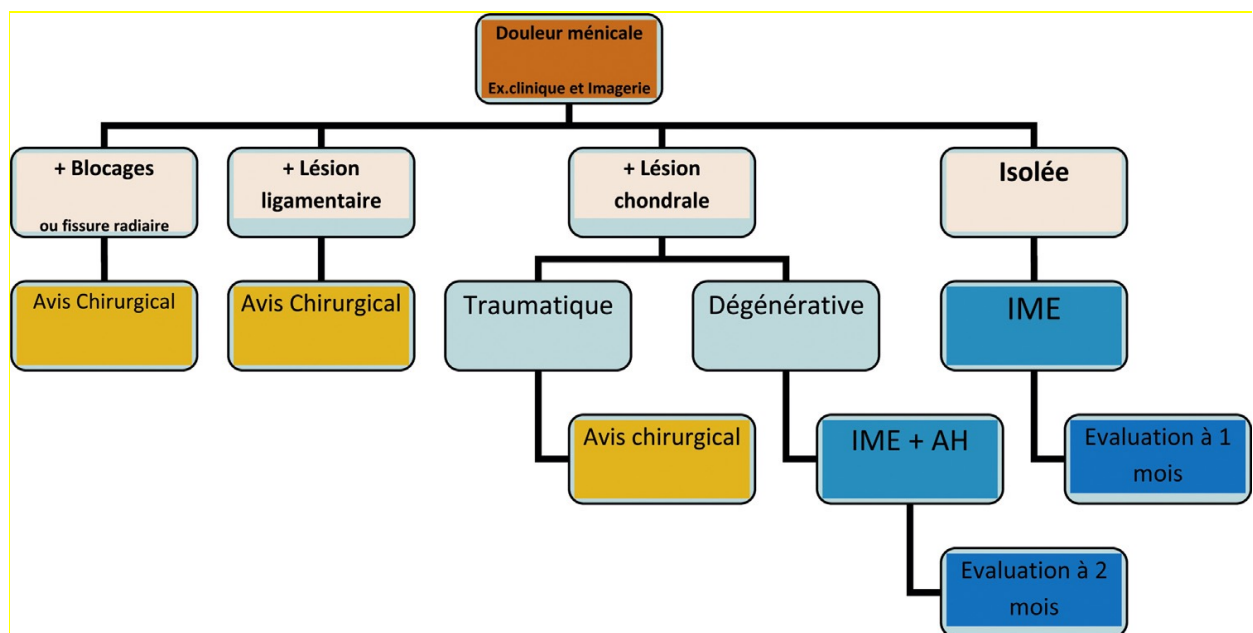 Douleur ménicale
Ex.clinique et Imagerie
+ Blocages
ou fissure radiaire
+ Lésion
ligamentaire
+ Lésion
chondrale
Isolée
Avis Chirurgical
Avis Chirurgical
Traumatique
Dégénérative
IME
Avis chirurgical
IME + AH
Evaluation à 1
mois
Evaluation à 2
mois